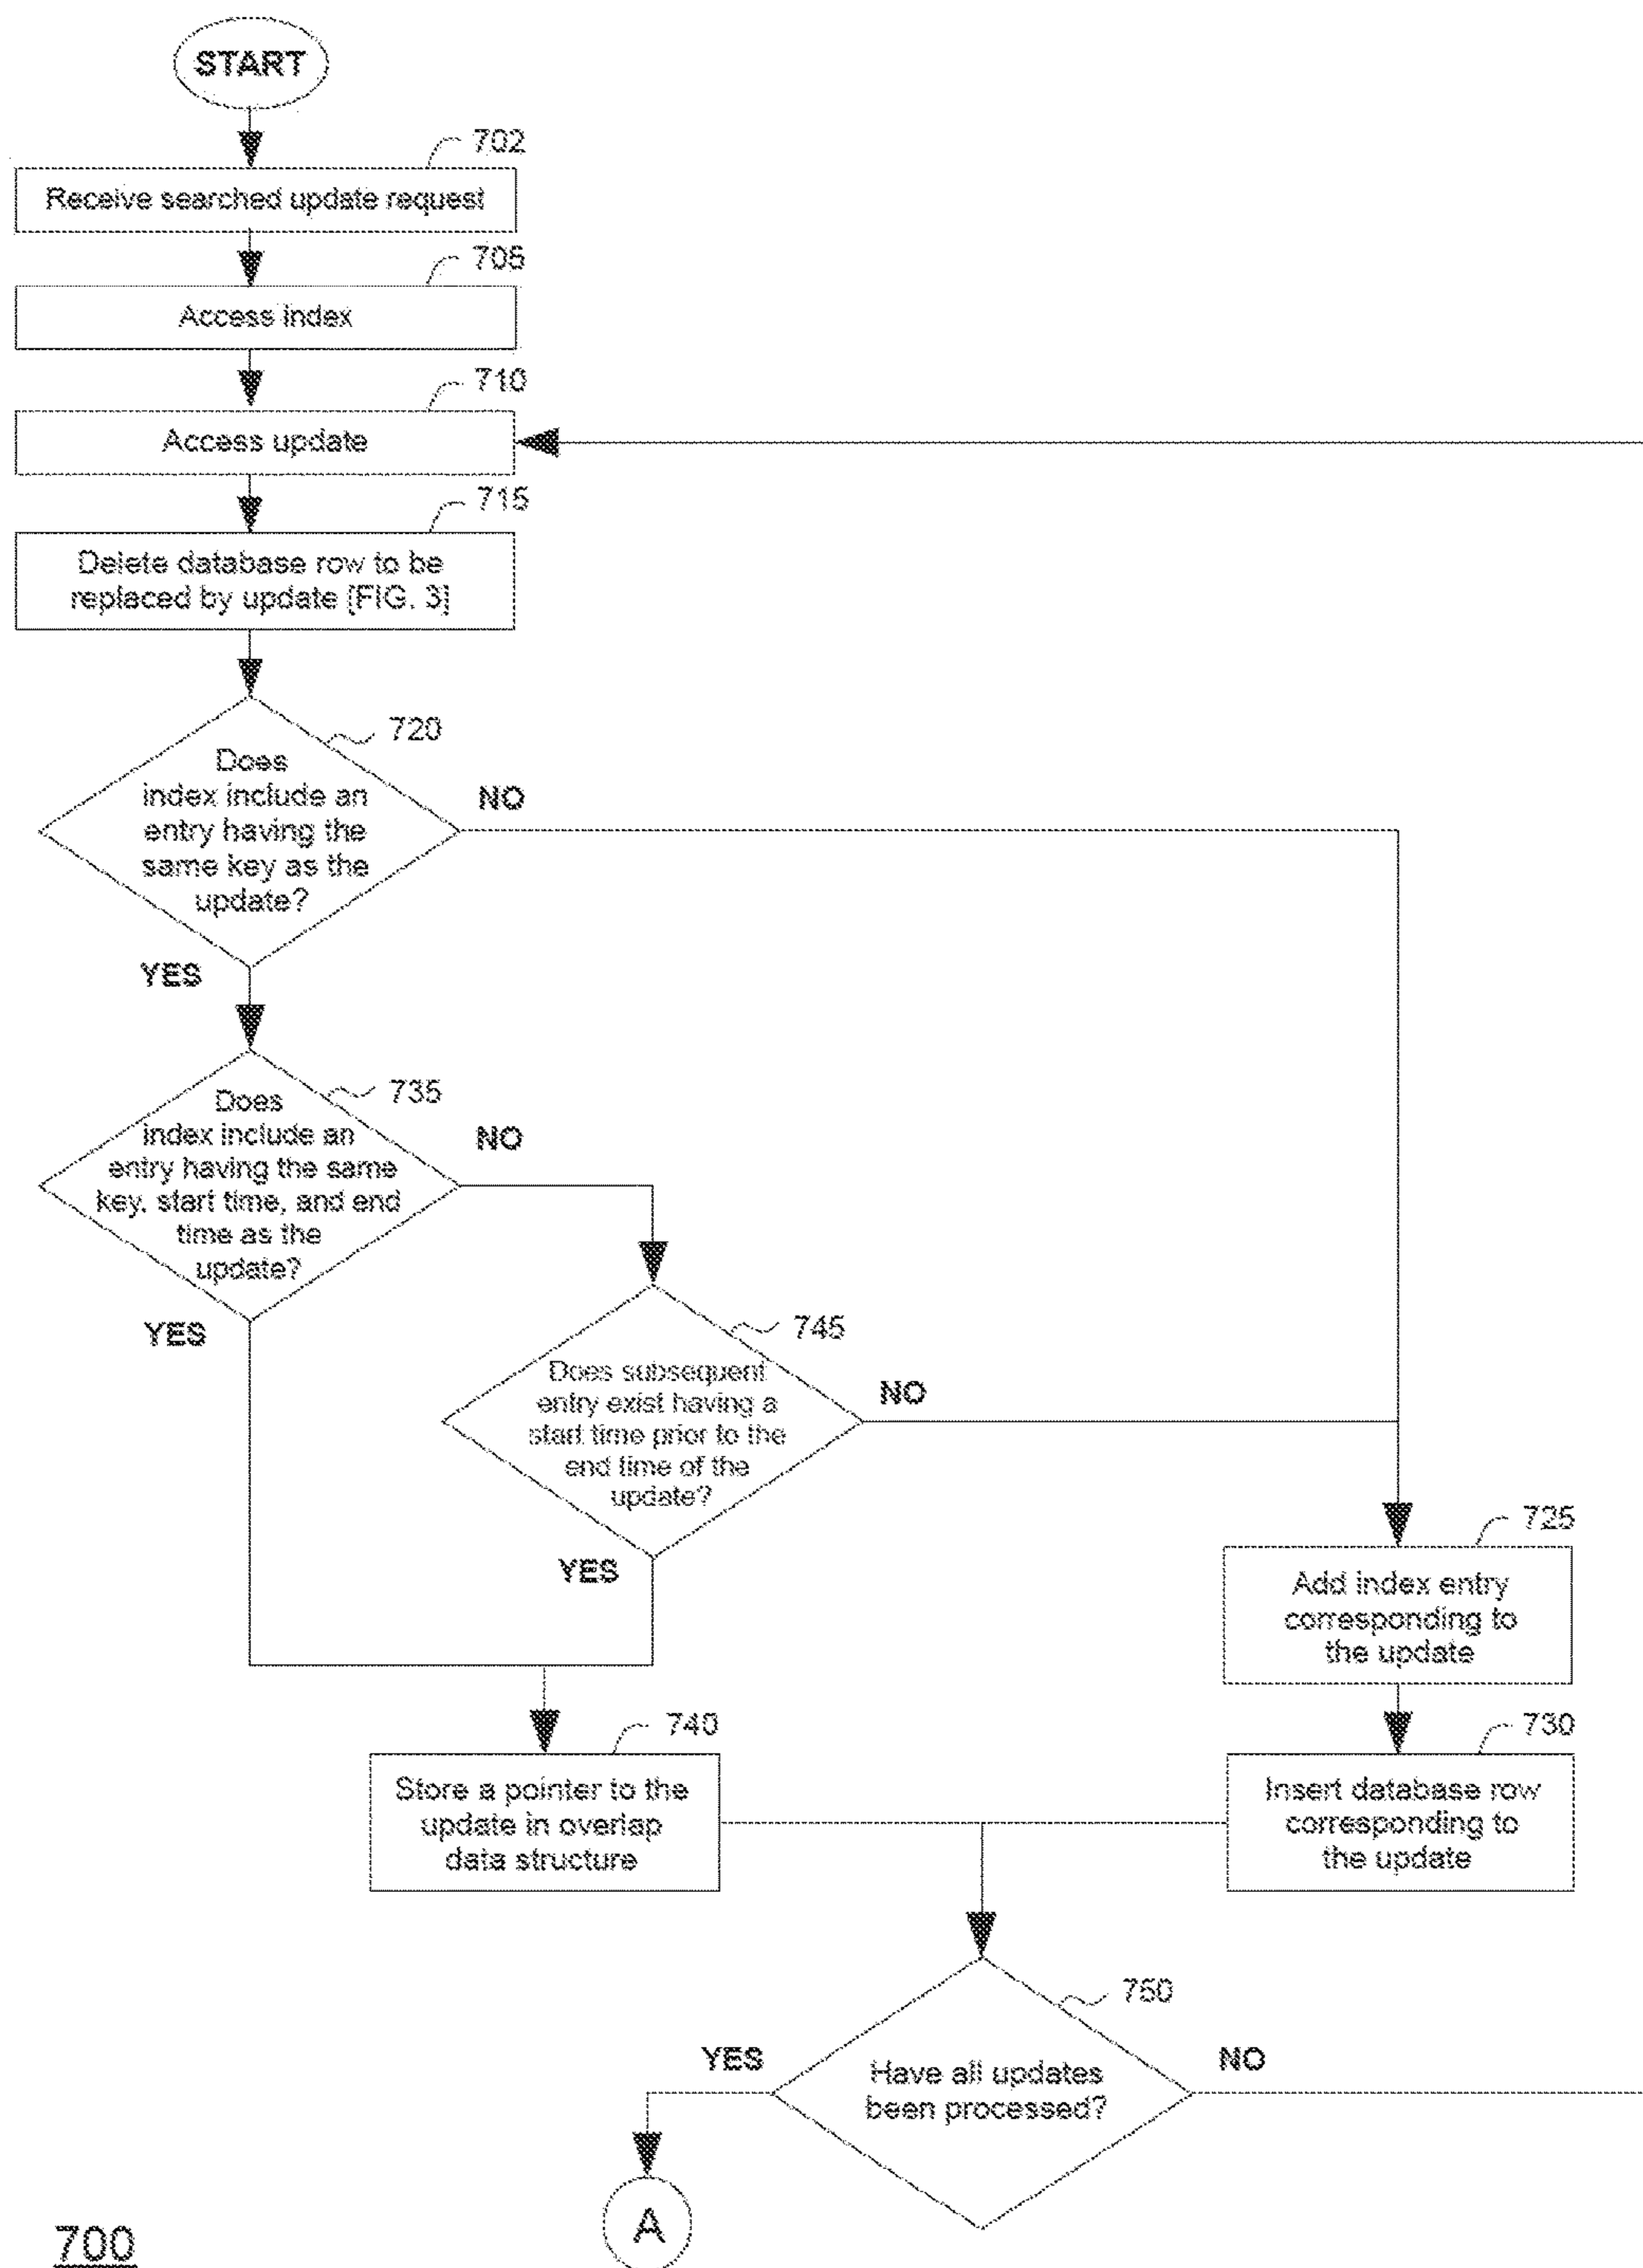 START
702
Receive searched update request
705
Access index
710
Access update
715
Delete database row to be
replaced by update [FIG. 3]
720
Does
index include an
entry having the
same key as the
update?
NO
YES
735
Does
index include an
entry having the same
key, start time, and end
time as the
update?
NO
YES
745
Does subsequent
entry exist having a
start time prior to the
end time of the
update?
NO
YES
725
Add index entry
corresponding to
the update
740
Store a pointer to the
update in overlap
data structure
730
Insert database row
corresponding to
the update
750
YES
Have all updates
been processed?
NO
A
700